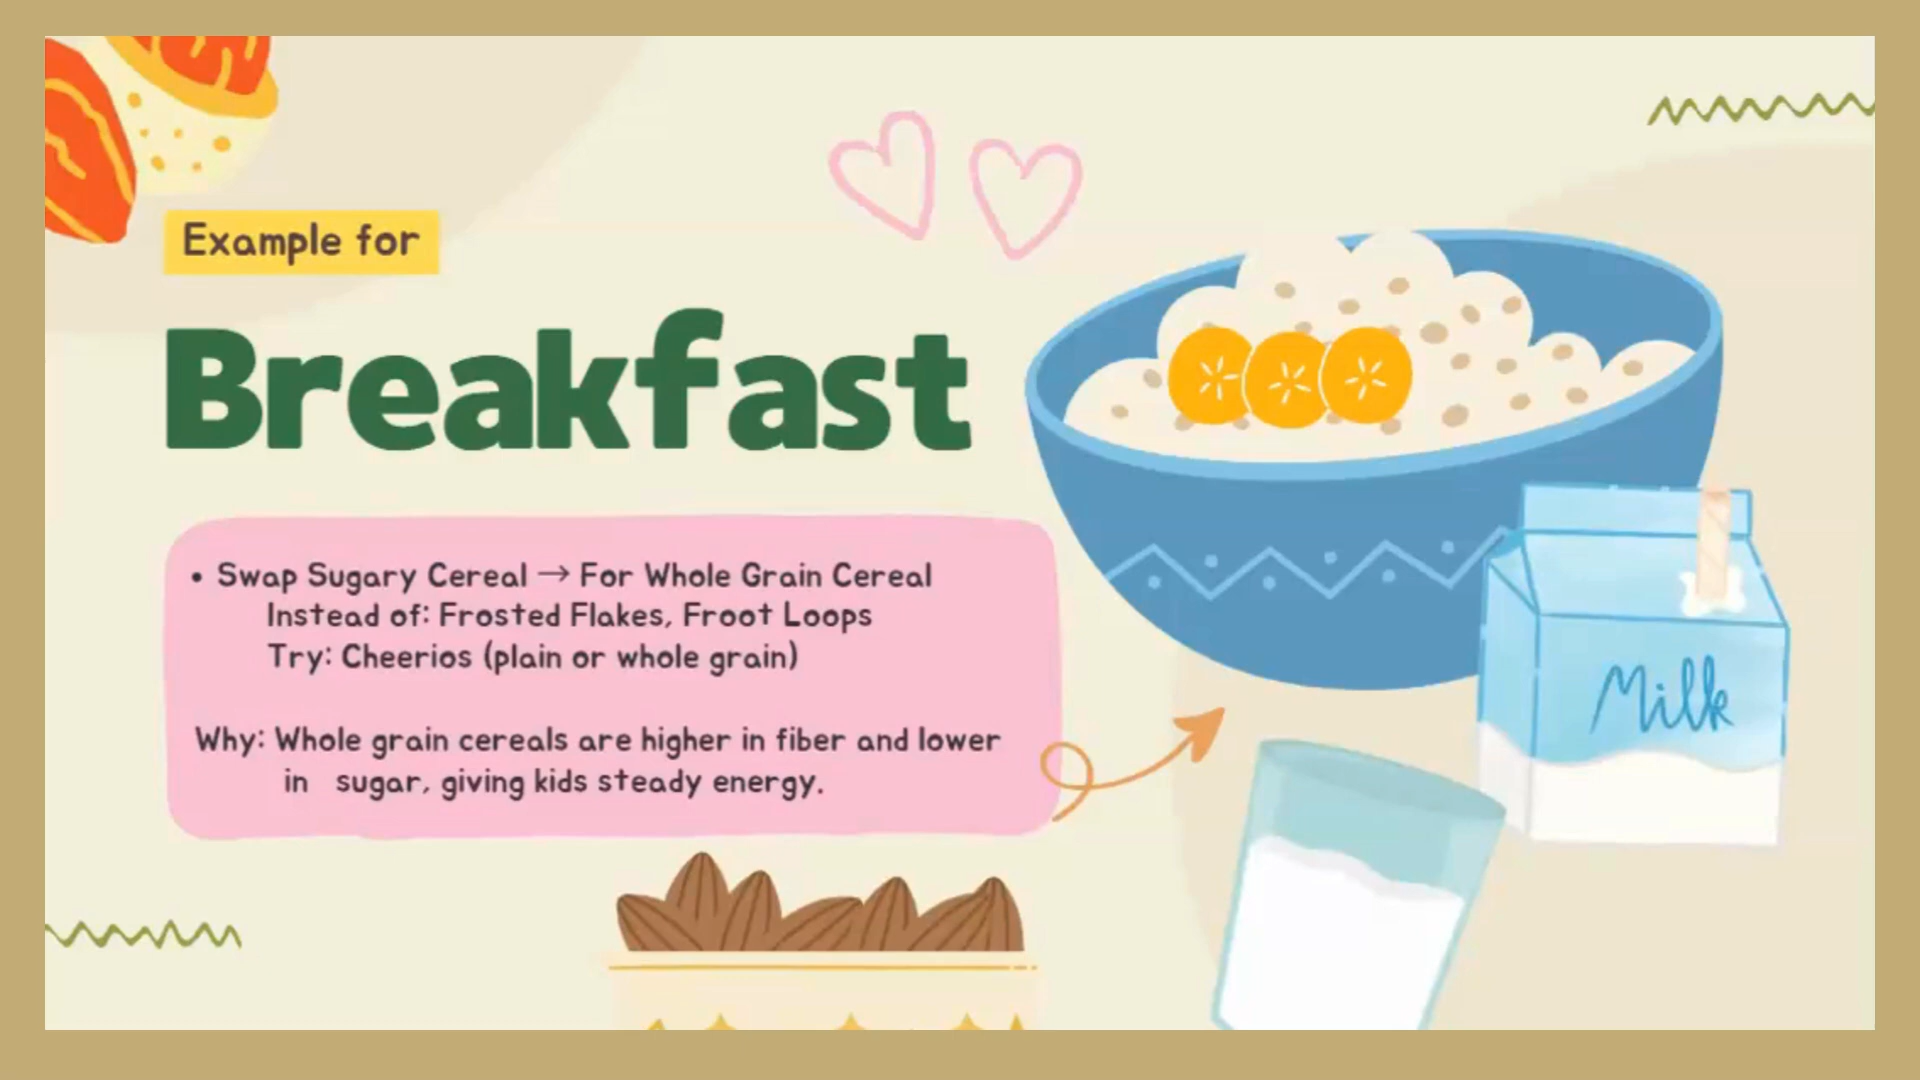 Example for
Breakfast
• Swap Sugary Cereal → For Whole Grain Cereal
Instead of: Frosted Flakes, Froot Loops
Try: Cheerios (plain or whole grain)
Why: Whole grain cereals are higher in fiber and lower
in sugar, giving kids steady energy.
Milk